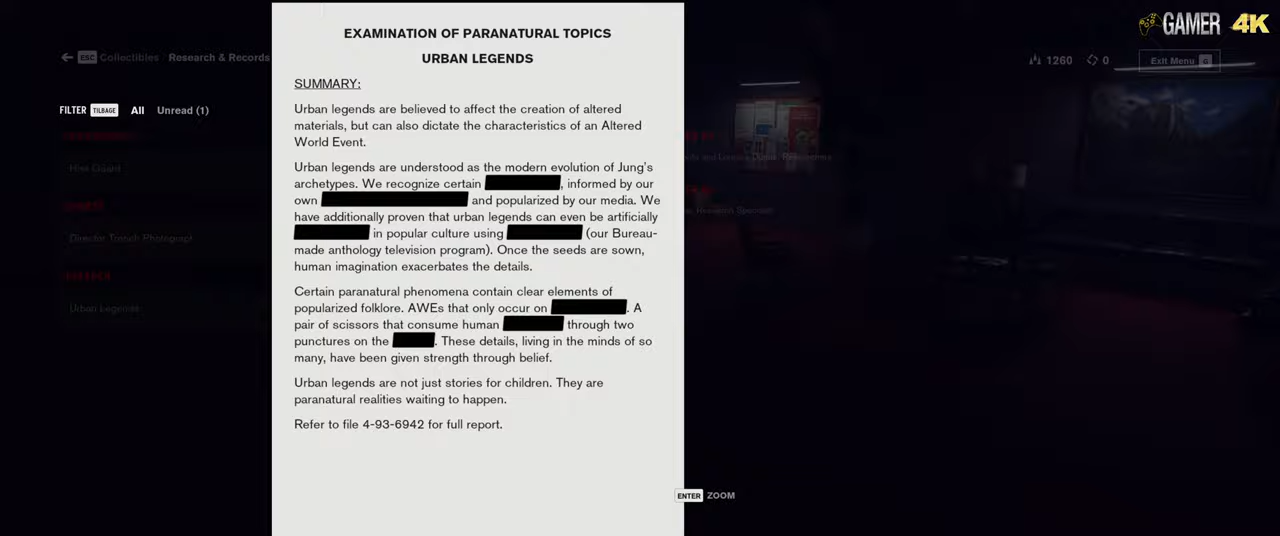 GAMER 4K
EXAMINATION OF PARANATURAL TOPICS
URBAN LEGENDS
SUMMARY:
Urban legends are believed to affect the creation of altered
materials, but can also dictate the characteristics of an Altered
World Event.
Urban legends are understood as the modern evolution of Jung's
archetypes. We recognize certain , informed by our
own and popularized by our media. We
have additionally proven that urban legends can even be artificially
in popular culture using (our Bureau-
made anthology television program). Once the seeds are sown,
human imagination exacerbates the details.
Certain paranatural phenomena contain clear elements of
popularized folklore. AWEs that only occur on . A
pair of scissors that consume human through two
punctures on the . These details, living in the minds of so
many, have been given strength through belief.
Urban legends are not just stories for children. They are
paranatural realities waiting to happen.
Refer to file 4-93-6942 for full report.
ESC Collectibles / Research & Records
1260 0 Exit Menu G
FILTER TILBAGE All Unread (1)
Director Trench Photograph
Urban Legends
ENTER ZOOM